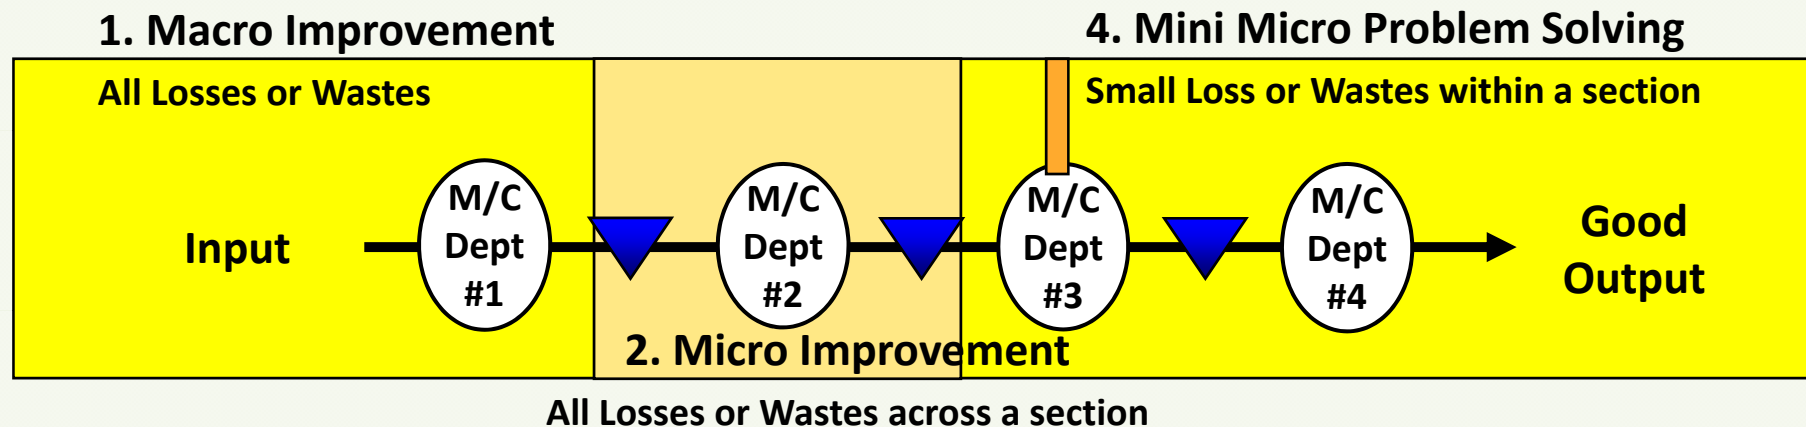 1. Macro Improvement
4. Mini Micro Problem Solving
All Losses or Wastes
Small Loss or Wastes within a section
Input
M/C
Dept
#1
M/C
Dept
#2
M/C
Dept
#3
M/C
Dept
#4
Good
Output
2. Micro Improvement
All Losses or Wastes across a section